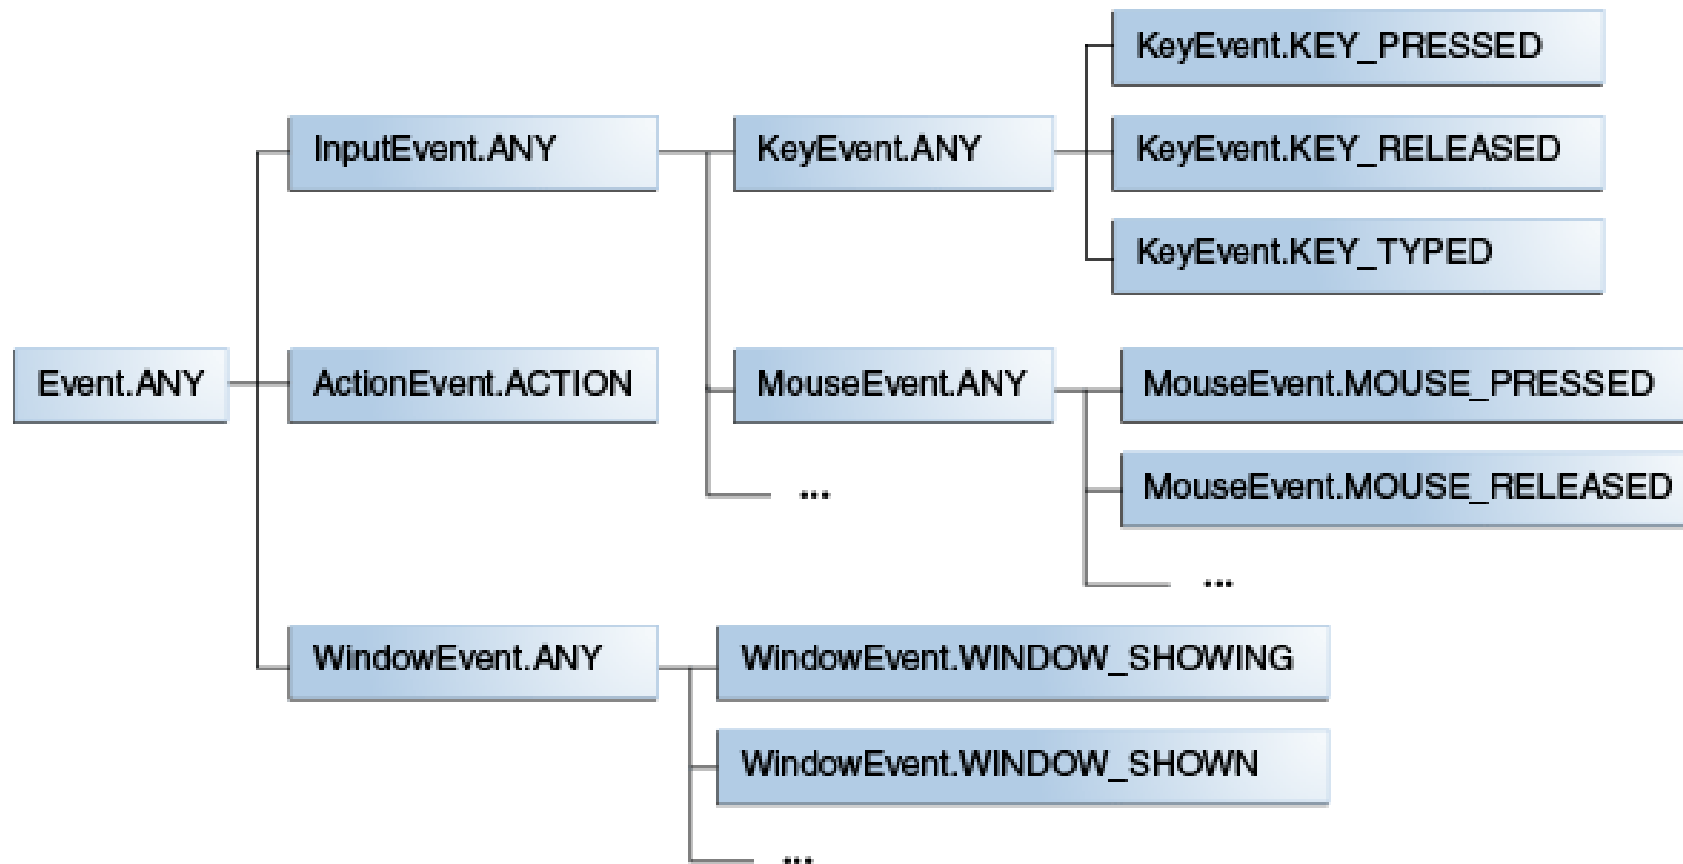 KeyEvent.KEY_PRESSED
InputEvent.ANY
KeyEvent.ANY
KeyEvent.KEY_RELEASED
KeyEvent.KEY_TYPED
Event.ANY
ActionEvent.ACTION
MouseEvent.ANY
MouseEvent.MOUSE_PRESSED
MouseEvent.MOUSE_RELEASED
...
...
WindowEvent.ANY
WindowEvent.WINDOW_SHOWING
WindowEvent.WINDOW_SHOWN
...